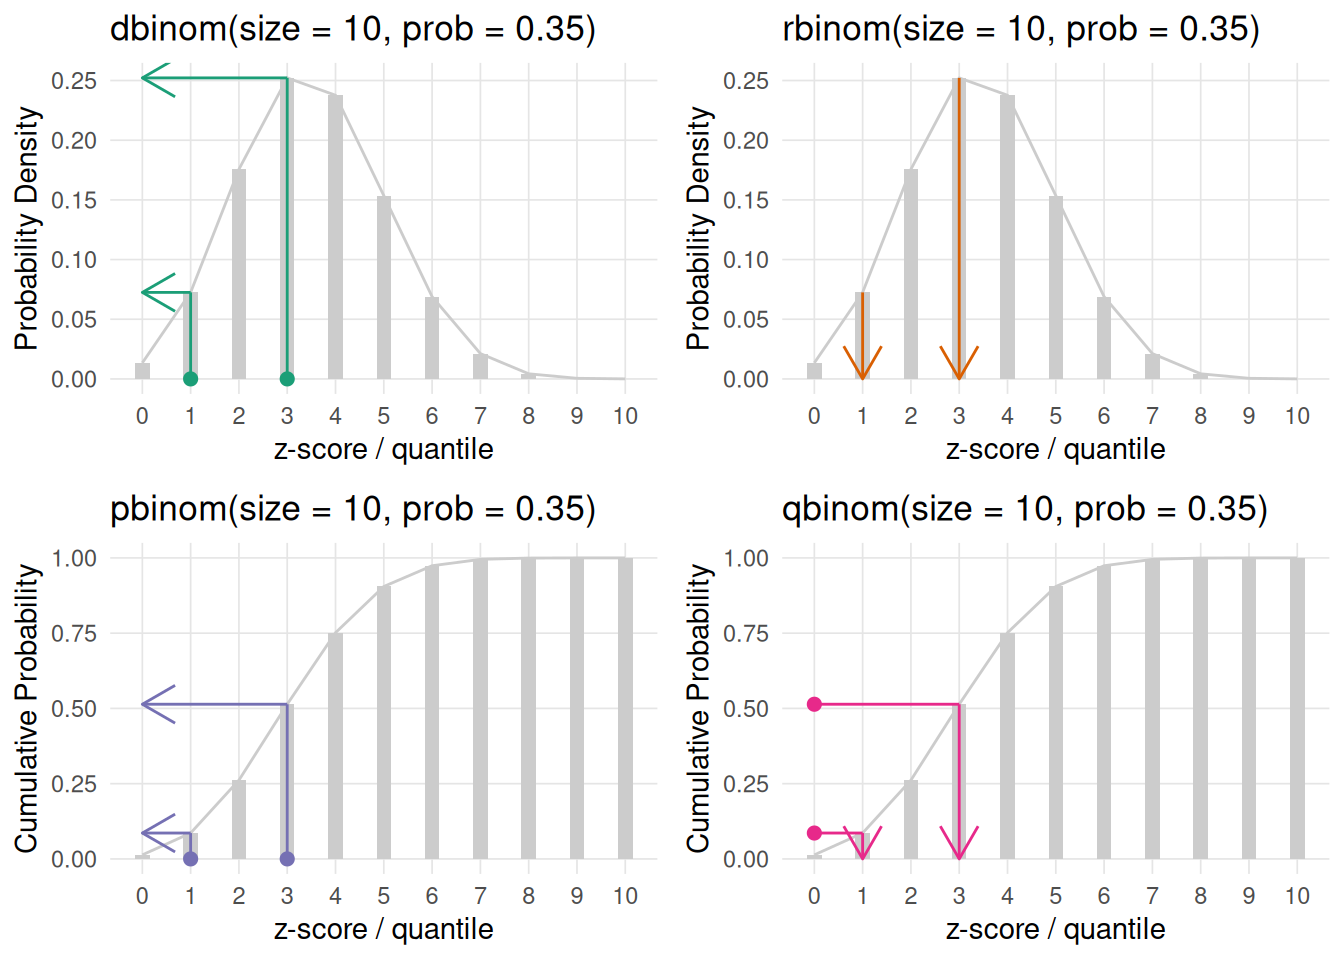 dbinom(size = 10, prob = 0.35)
Probability Density
0.25
0.20
0.15
0.10
0.05
0.00
0 1 2 3 4 5 6 7 8 9 10
z-score / quantile
rbinom(size = 10, prob = 0.35)
Probability Density
0.25
0.20
0.15
0.10
0.05
0.00
0 1 2 3 4 5 6 7 8 9 10
z-score / quantile
pbinom(size = 10, prob = 0.35)
Cumulative Probability
1.00
0.75
0.50
0.25
0.00
0 1 2 3 4 5 6 7 8 9 10
z-score / quantile
qbinom(size = 10, prob = 0.35)
Cumulative Probability
1.00
0.75
0.50
0.25
0.00
0 1 2 3 4 5 6 7 8 9 10
z-score / quantile